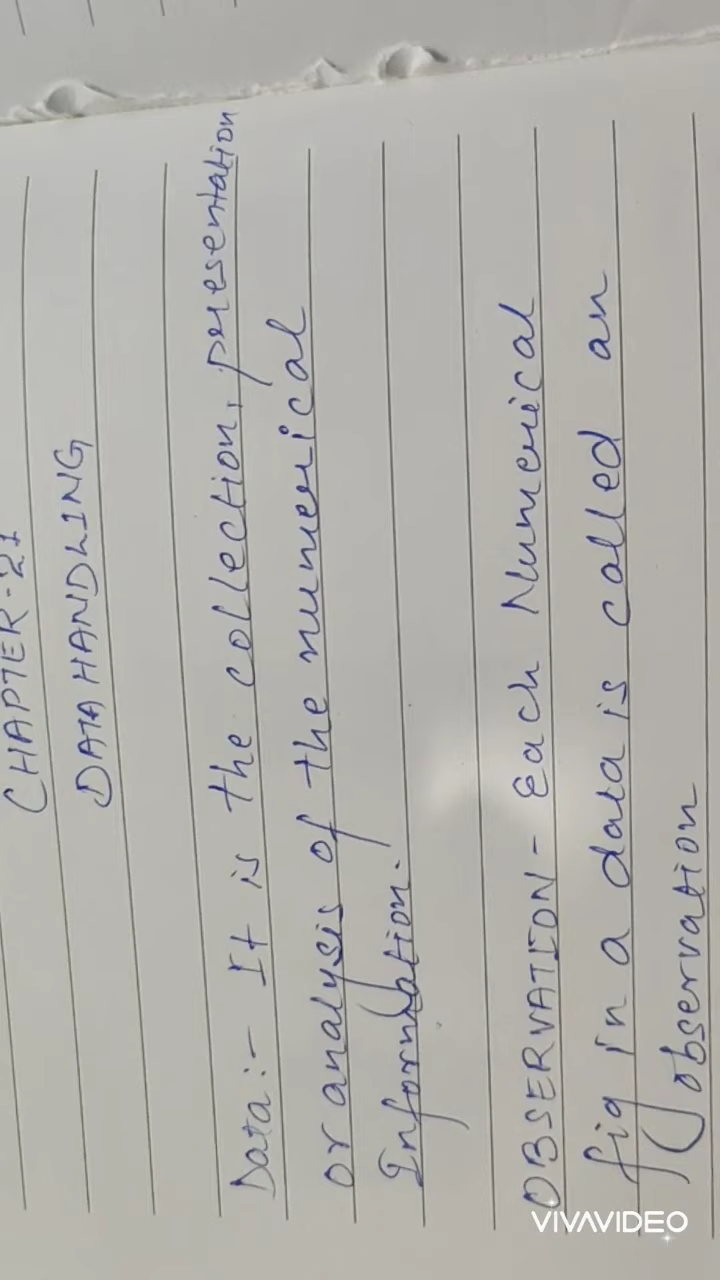 CHAPTER-21
DATA HANDLING
Data:- It is the collection, presentation
or analysis of the numerical
Information.
OBSERVATION- Each Numerical
fig in a data is called an
observation
VIVAVIDEO